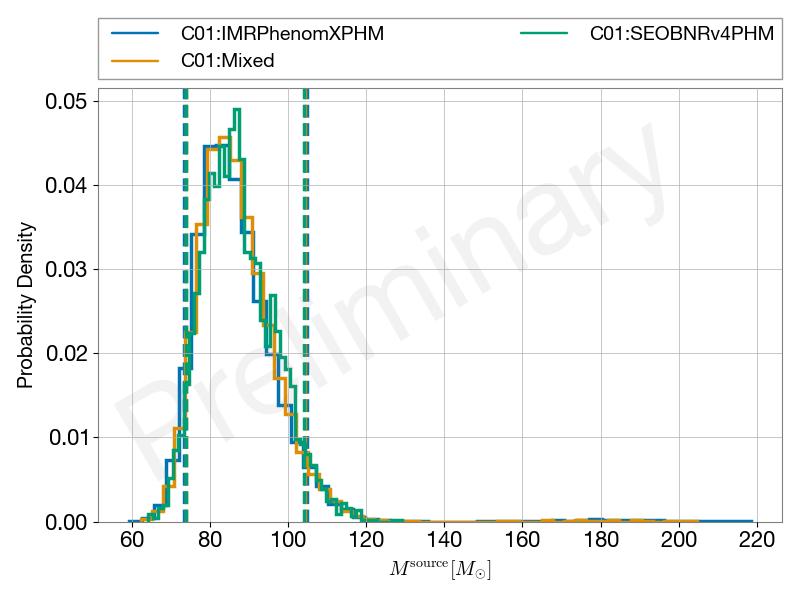 C01:IMRPhenomXPHM
C01:Mixed
C01:SEOBNRv4PHM
0.05
0.04
0.03
0.02
0.01
0.00
Probability Density
Preliminary
60 80 100 120 140 160 180 200 220
M^source [M_⊙]